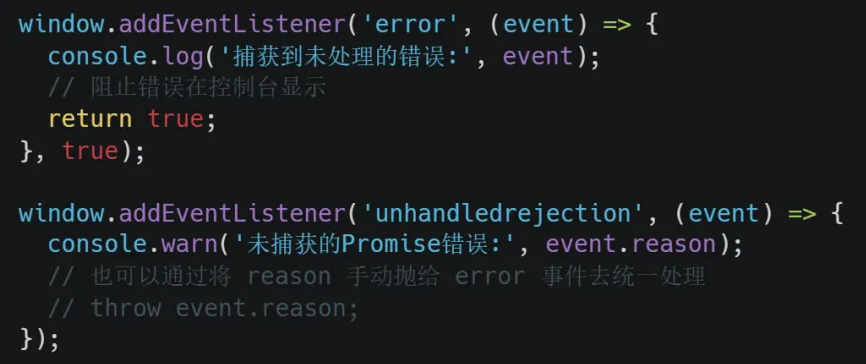 window.addEventListener('error', (event) => {
  console.log('捕获到未处理的错误:', event);
  // 阻止错误在控制台显示
  return true;
}, true);

window.addEventListener('unhandledrejection', (event) => {
  console.warn('未捕获的Promise错误:', event.reason);
  // 也可以通过将 reason 手动抛给 error 事件去统一处理
  // throw event.reason;
});